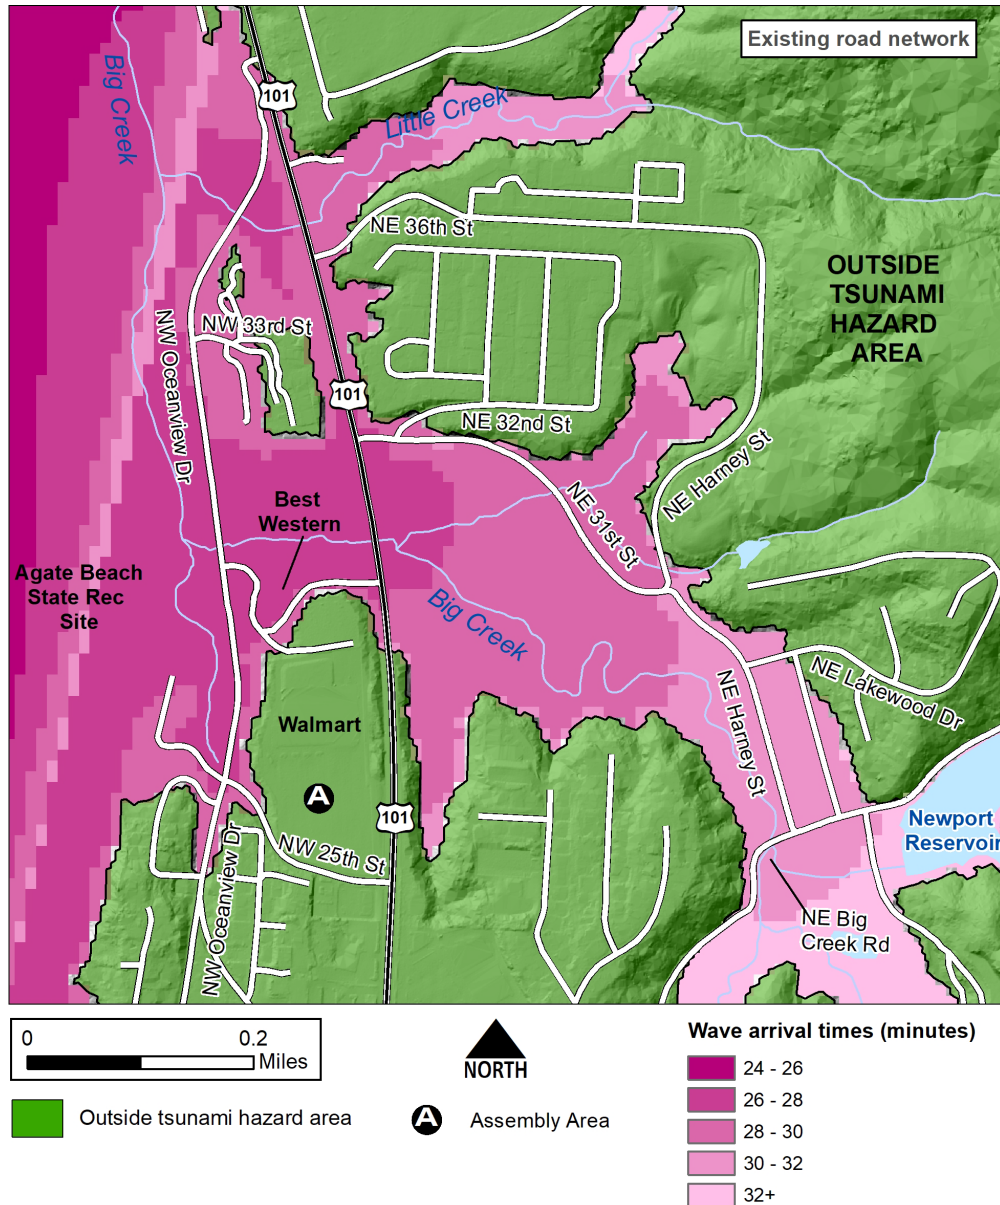 Existing road network
Big Creek
101
Little Creek
NE 36th St
OUTSIDE
TSUNAMI
HAZARD
AREA
NW 33rd St
NW Oceanview Dr
101
NE 32nd St
NE Harney St
NE 31st St
Best
Western
Agate Beach
State Rec
Site
Big Creek
NE Lakewood Dr
NE Harney St
Walmart
A
101
Newport
Reservoir
NW 25th St
NW Oceanview Dr
NE Big
Creek Rd
0 0.2
Miles
NORTH
Outside tsunami hazard area
A Assembly Area
Wave arrival times (minutes)
24 - 26
26 - 28
28 - 30
30 - 32
32+